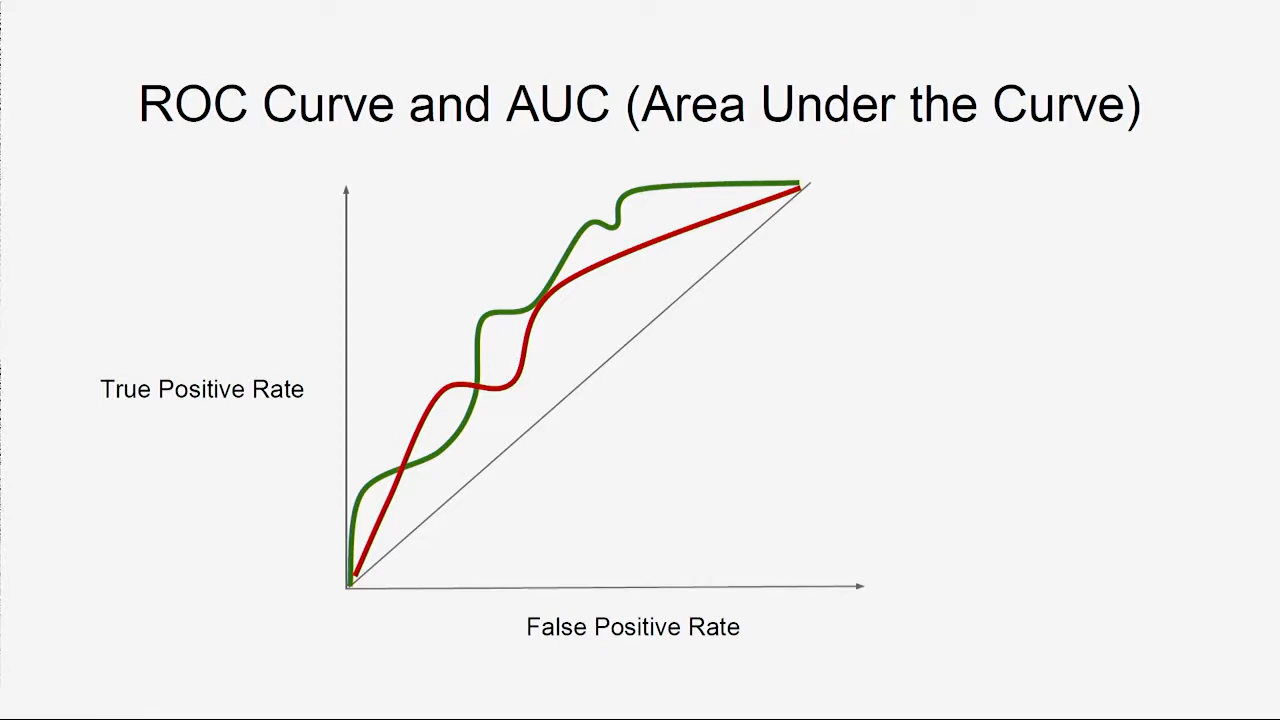 ROC Curve and AUC (Area Under the Curve)
True Positive Rate
False Positive Rate